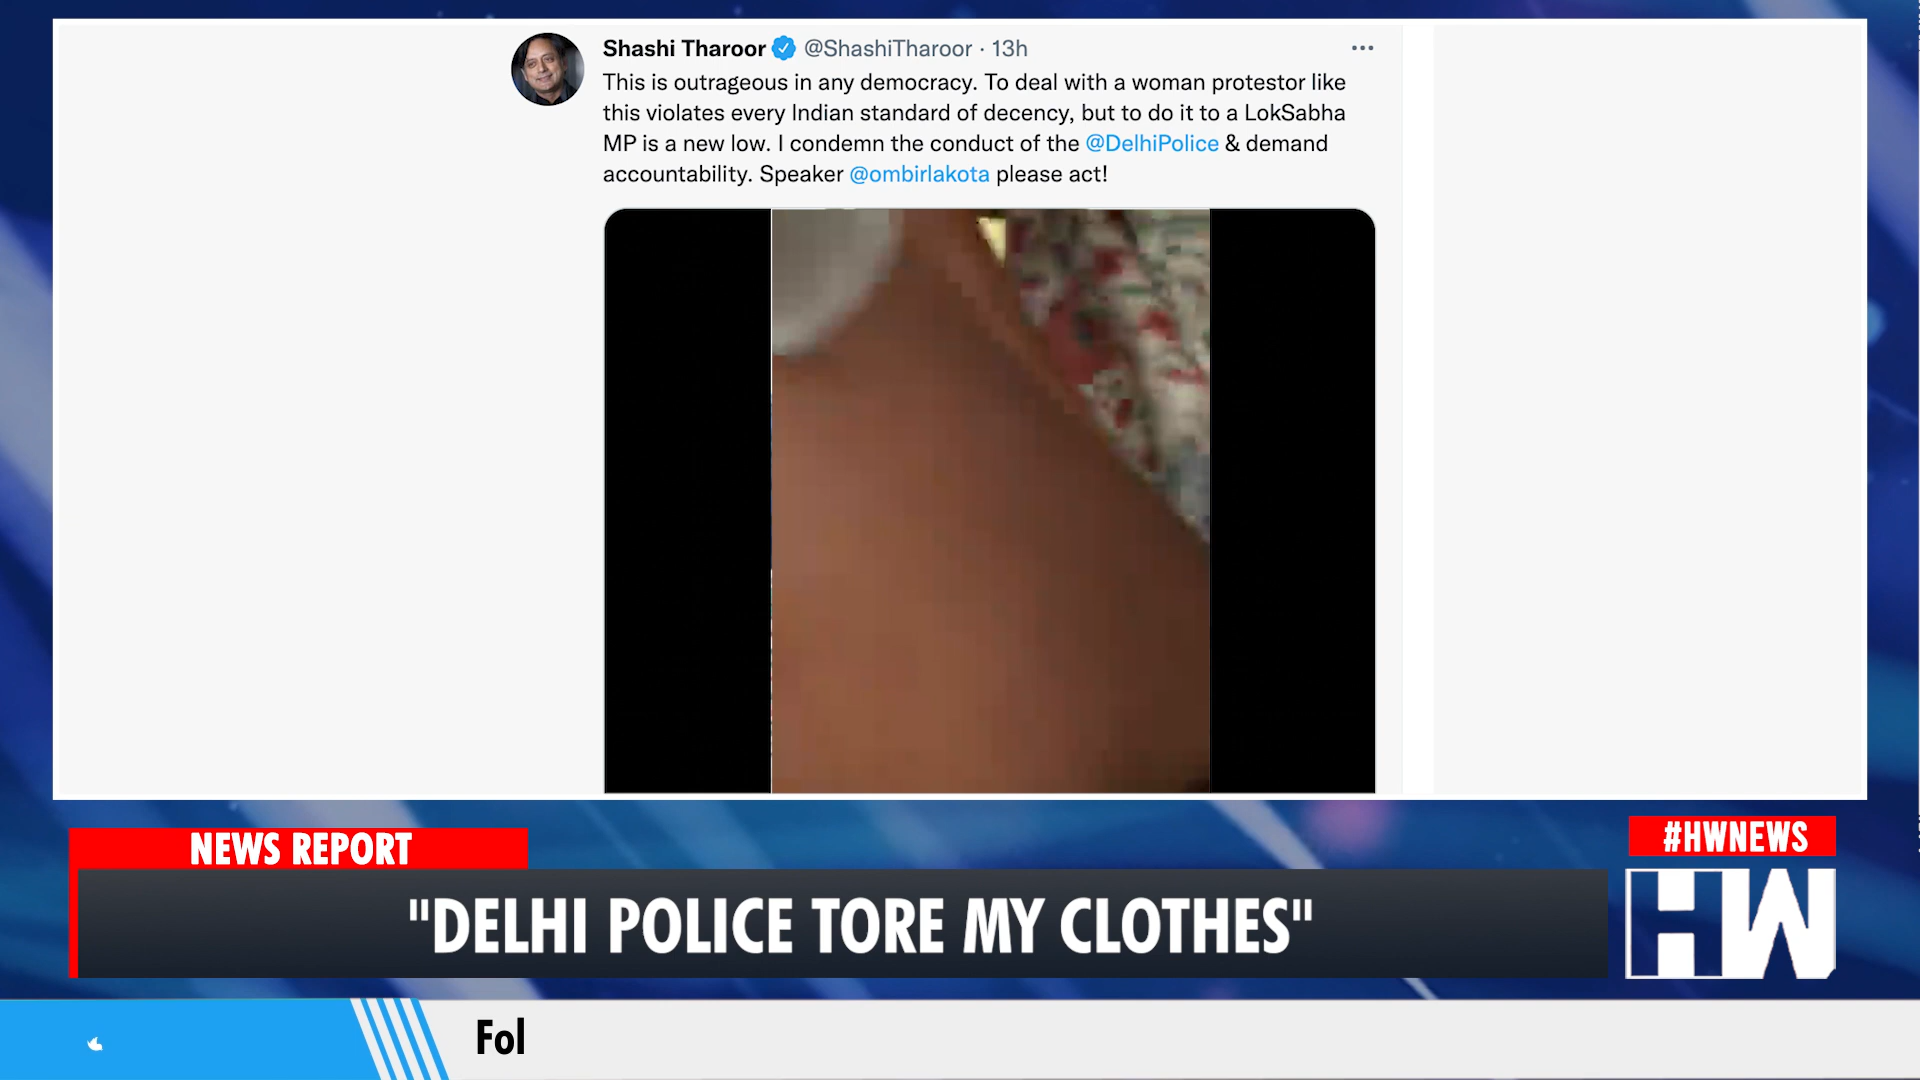 Shashi Tharoor @ShashiTharoor · 13h
This is outrageous in any democracy. To deal with a woman protestor like
this violates every Indian standard of decency, but to do it to a LokSabha
MP is a new low. I condemn the conduct of the @DelhiPolice & demand
accountability. Speaker @ombirlakota please act!
NEWS REPORT
"DELHI POLICE TORE MY CLOTHES"
#HWNEWS
HW
Fol